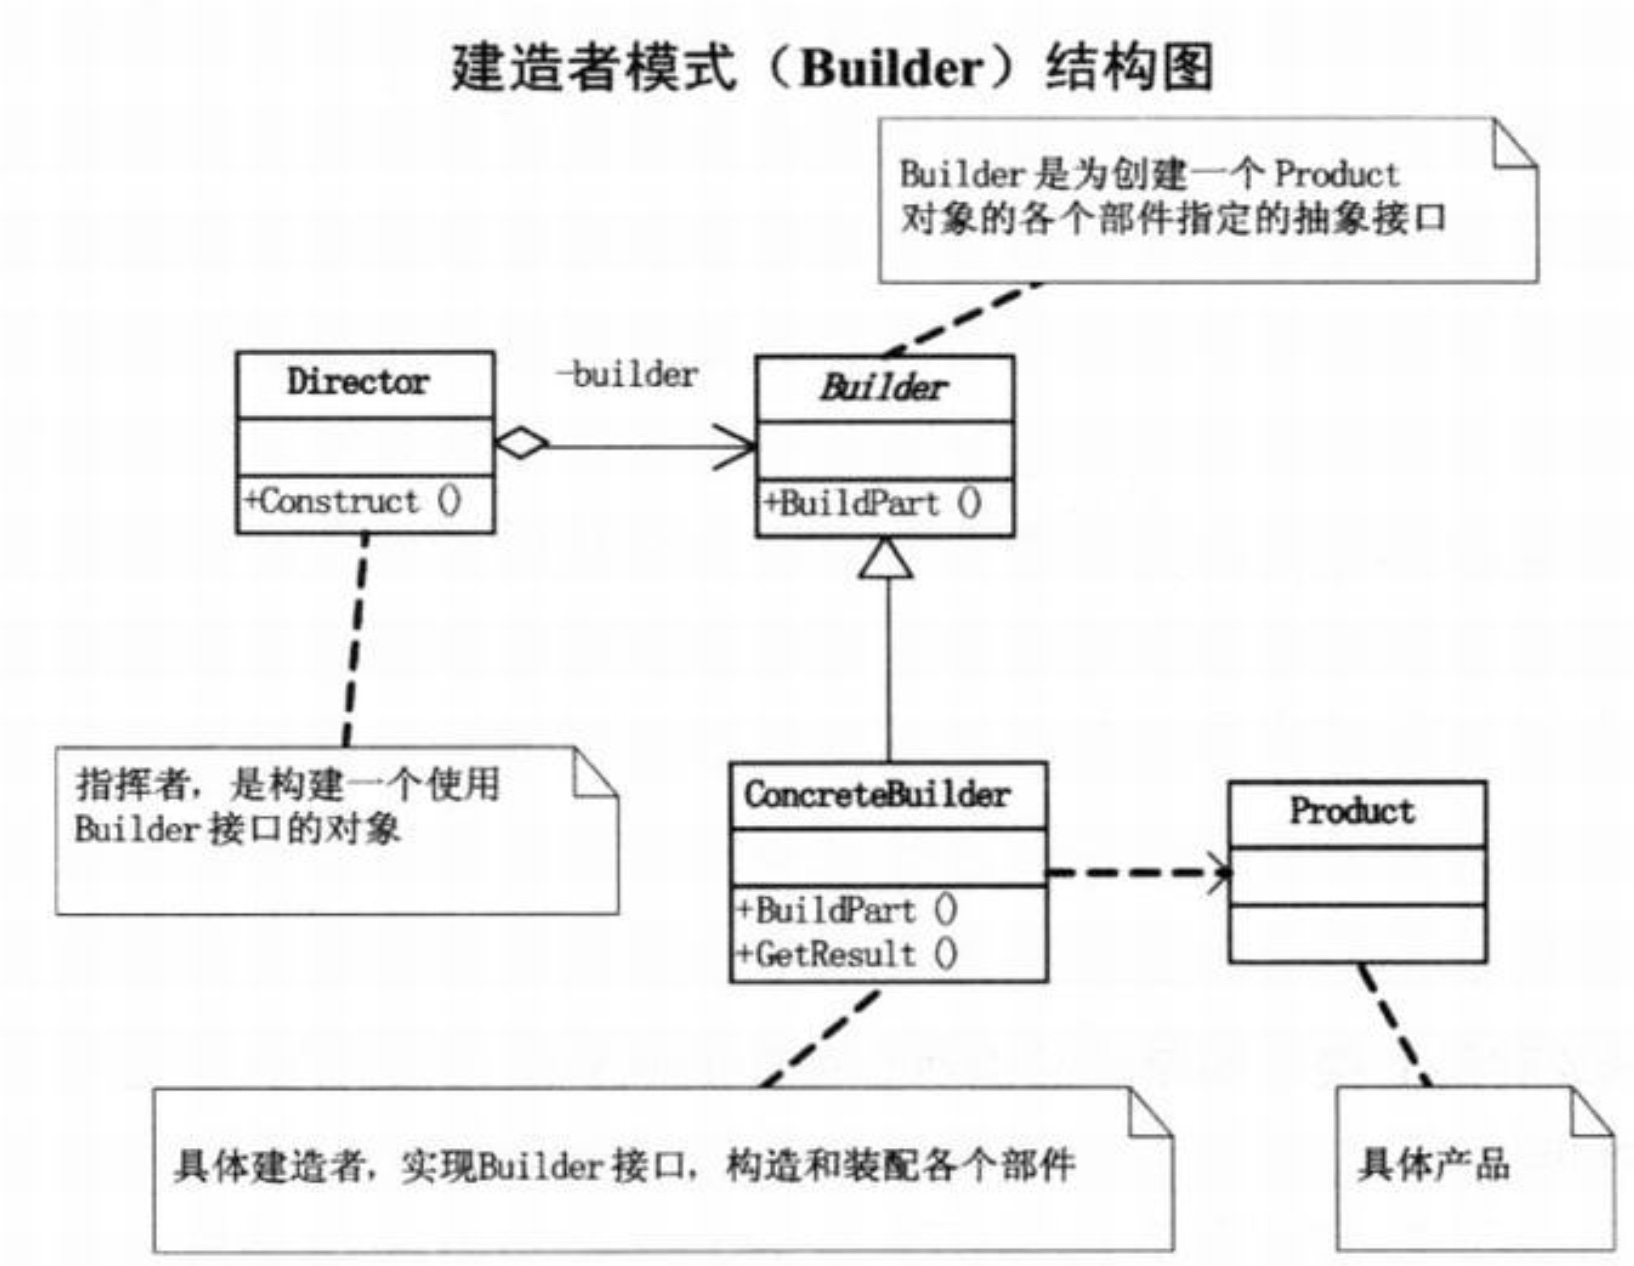 建造者模式（Builder）结构图
Builder是为创建一个Product
对象的各个部件指定的抽象接口
Director
-builder
Builder
+Construct ()
+BuildPart ()
指挥者，是构建一个使用
Builder接口的对象
ConcreteBuilder
Product
+BuildPart ()
+GetResult ()
具体建造者，实现Builder接口，构造和装配各个部件
具体产品